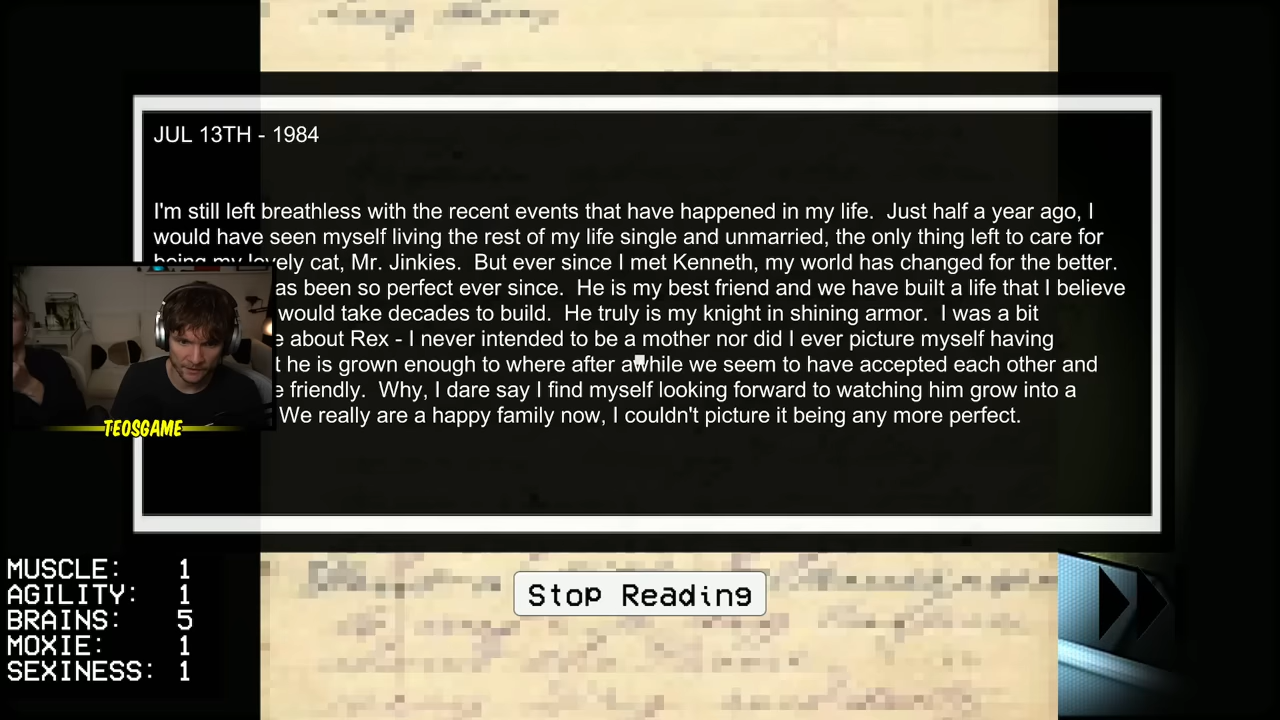 JUL 13TH - 1984
I'm still left breathless with the recent events that have happened in my life.  Just half a year ago, I
would have seen myself living the rest of my life single and unmarried, the only thing left to care for
being my lovely cat, Mr. Jinkies.  But ever since I met Kenneth, my world has changed for the better.
as been so perfect ever since.  He is my best friend and we have built a life that I believe
would take decades to build.  He truly is my knight in shining armor.  I was a bit
e about Rex - I never intended to be a mother nor did I ever picture myself having
t he is grown enough to where after awhile we seem to have accepted each other and
e friendly.  Why, I dare say I find myself looking forward to watching him grow into a
We really are a happy family now, I couldn't picture it being any more perfect.
TEOSGAME
Stop Reading
MUSCLE: 1
AGILITY: 1
BRAINS: 5
MOXIE: 1
SEXINESS: 1